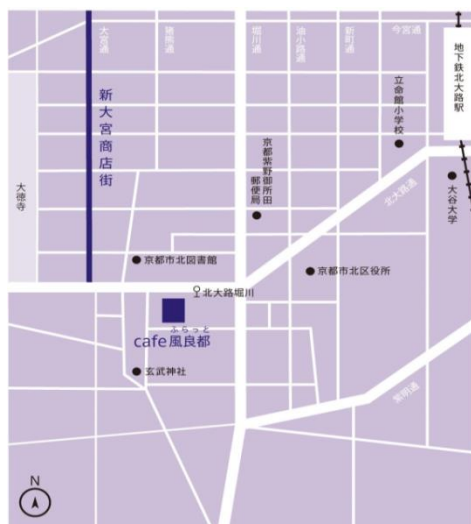 大宮通
猪熊通
堀川通
油小路通
新町通
今宮通
地下鉄北大路駅
立命館小学校
新大宮商店街
京都紫野御所田
郵便局
大徳寺
北大路通
大谷大学
京都市北図書館
京都市北区役所
北大路堀川
ふらっと
cafe 風良都
玄武神社
紫明通
N